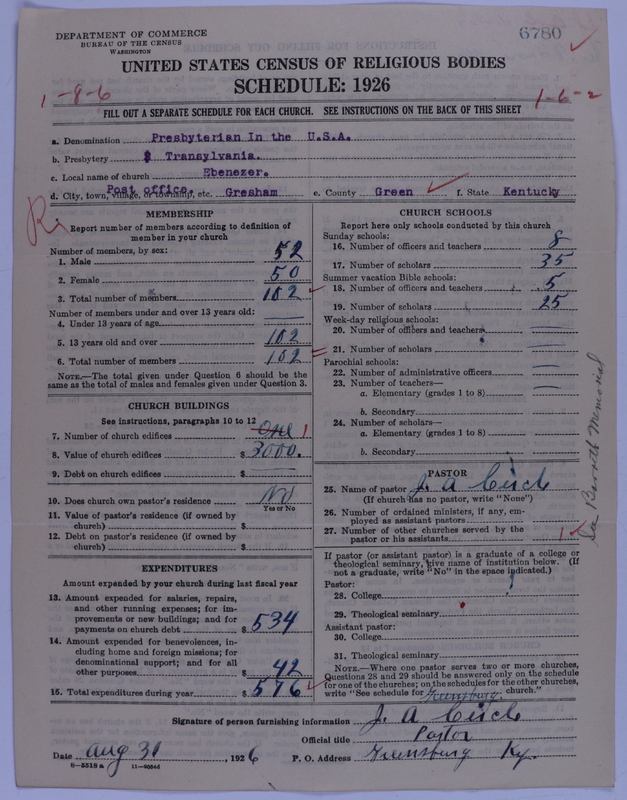 DEPARTMENT OF COMMERCE
BUREAU OF THE CENSUS
WASHINGTON
6780
UNITED STATES CENSUS OF RELIGIOUS BODIES
SCHEDULE: 1926
1-8-6
1-6-2
FILL OUT A SEPARATE SCHEDULE FOR EACH CHURCH. SEE INSTRUCTIONS ON THE BACK OF THIS SHEET
a. Denomination Presbyterian In the U.S.A.
b. Presbytery Transylvania.
c. Local name of church Ebenezer.
d. City, town, village, or township, etc. Post office. Gresham e. County Green f. State Kentucky
MEMBERSHIP
Report number of members according to definition of
member in your church
Number of members, by sex:
1. Male 52
2. Female 50
3. Total number of members 102
Number of members under and over 13 years old:
4. Under 13 years of age
5. 13 years old and over 102
6. Total number of members 102
NOTE.—The total given under Question 6 should be the
same as the total of males and females given under Question 3.
CHURCH BUILDINGS
See instructions, paragraphs 10 to 12
7. Number of church edifices One 1
8. Value of church edifices $ 3000.
9. Debt on church edifices $
10. Does church own pastor's residence No
Yes or No
11. Value of pastor's residence (if owned by
church) $
12. Debt on pastor's residence (if owned by
church) $
EXPENDITURES
Amount expended by your church during last fiscal year
13. Amount expended for salaries, repairs,
and other running expenses; for im-
provements or new buildings; and for
payments on church debt $ 534
14. Amount expended for benevolences, in-
cluding home and foreign missions; for
denominational support; and for all
other purposes $ 42
15. Total expenditures during year $ 576
CHURCH SCHOOLS
Report here only schools conducted by this church
Sunday schools:
16. Number of officers and teachers 8
17. Number of scholars 35
Summer vacation Bible schools:
18. Number of officers and teachers 5
19. Number of scholars 25
Week-day religious schools:
20. Number of officers and teachers
21. Number of scholars
Parochial schools:
22. Number of administrative officers
23. Number of teachers—
a. Elementary (grades 1 to 8)
b. Secondary
24. Number of scholars—
a. Elementary (grades 1 to 8)
b. Secondary
PASTOR
25. Name of pastor J. A.
(If church has no pastor, write "None")
26. Number of ordained ministers, if any, em-
ployed as assistant pastors
27. Number of other churches served by the
pastor or his assistants 1
If pastor (or assistant pastor) is a graduate of a college or
theological seminary, give name of institution below. (If
not a graduate, write "No" in the space indicated.)
Pastor:
28. College
29. Theological seminary
Assistant pastor:
30. College
31. Theological seminary
NOTE.—Where one pastor serves two or more churches,
Questions 28 and 29 should be answered only on the schedule
for one of the churches; on the schedules for the other churches,
write "See schedule for Greensburg church."
Barrett Memorial
Signature of person furnishing information J. A.
Official title Pastor
Date Aug 31, 1926 P. O. Address Greensburg Ky.
8—5518 a